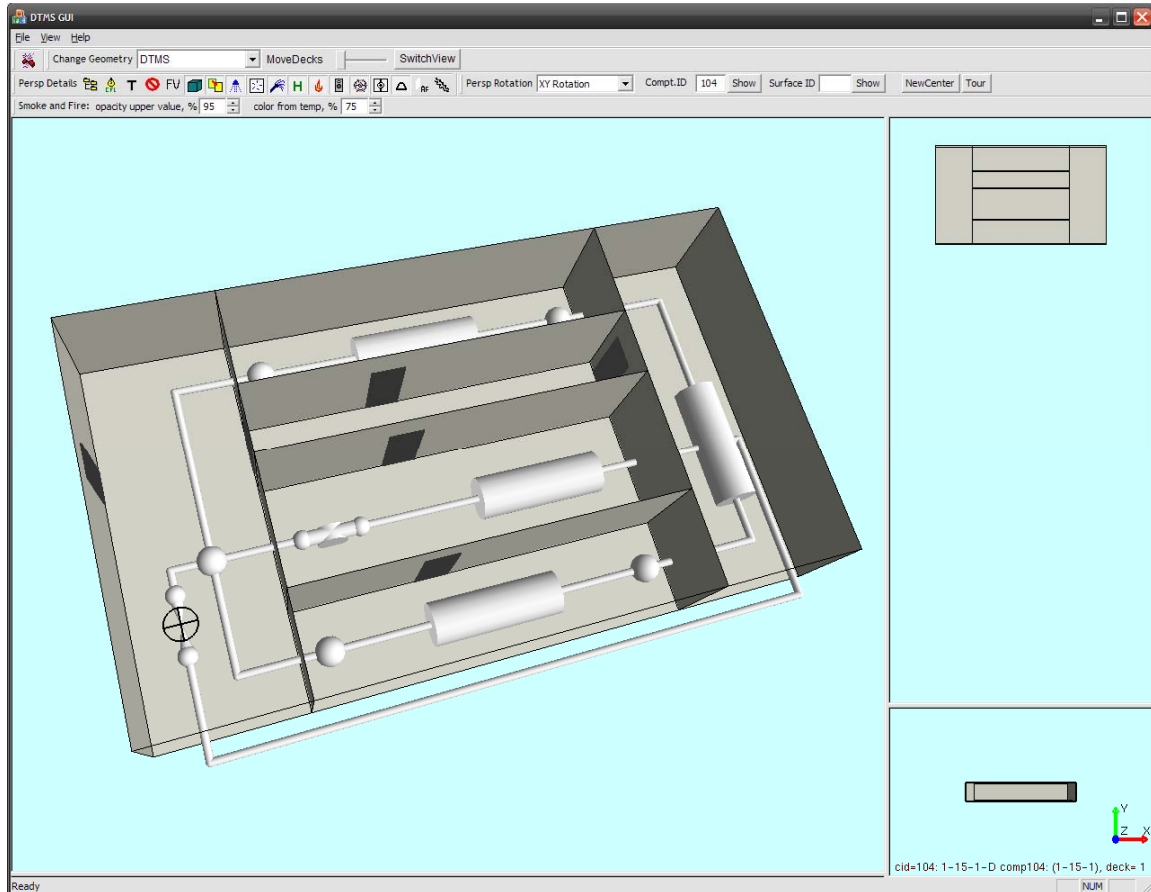 DTMS GUI
File View Help
Change Geometry DTMS MoveDecks SwitchView
Persp Details T FV H AF Persp Rotation XY Rotation Compt.ID 104 Show Surface ID Show NewCenter Tour
Smoke and Fire: opacity upper value, % 95 color from temp, % 75
Y
Z X
cid=104: 1-15-1-D comp104: (1-15-1), deck= 1
Ready NUM